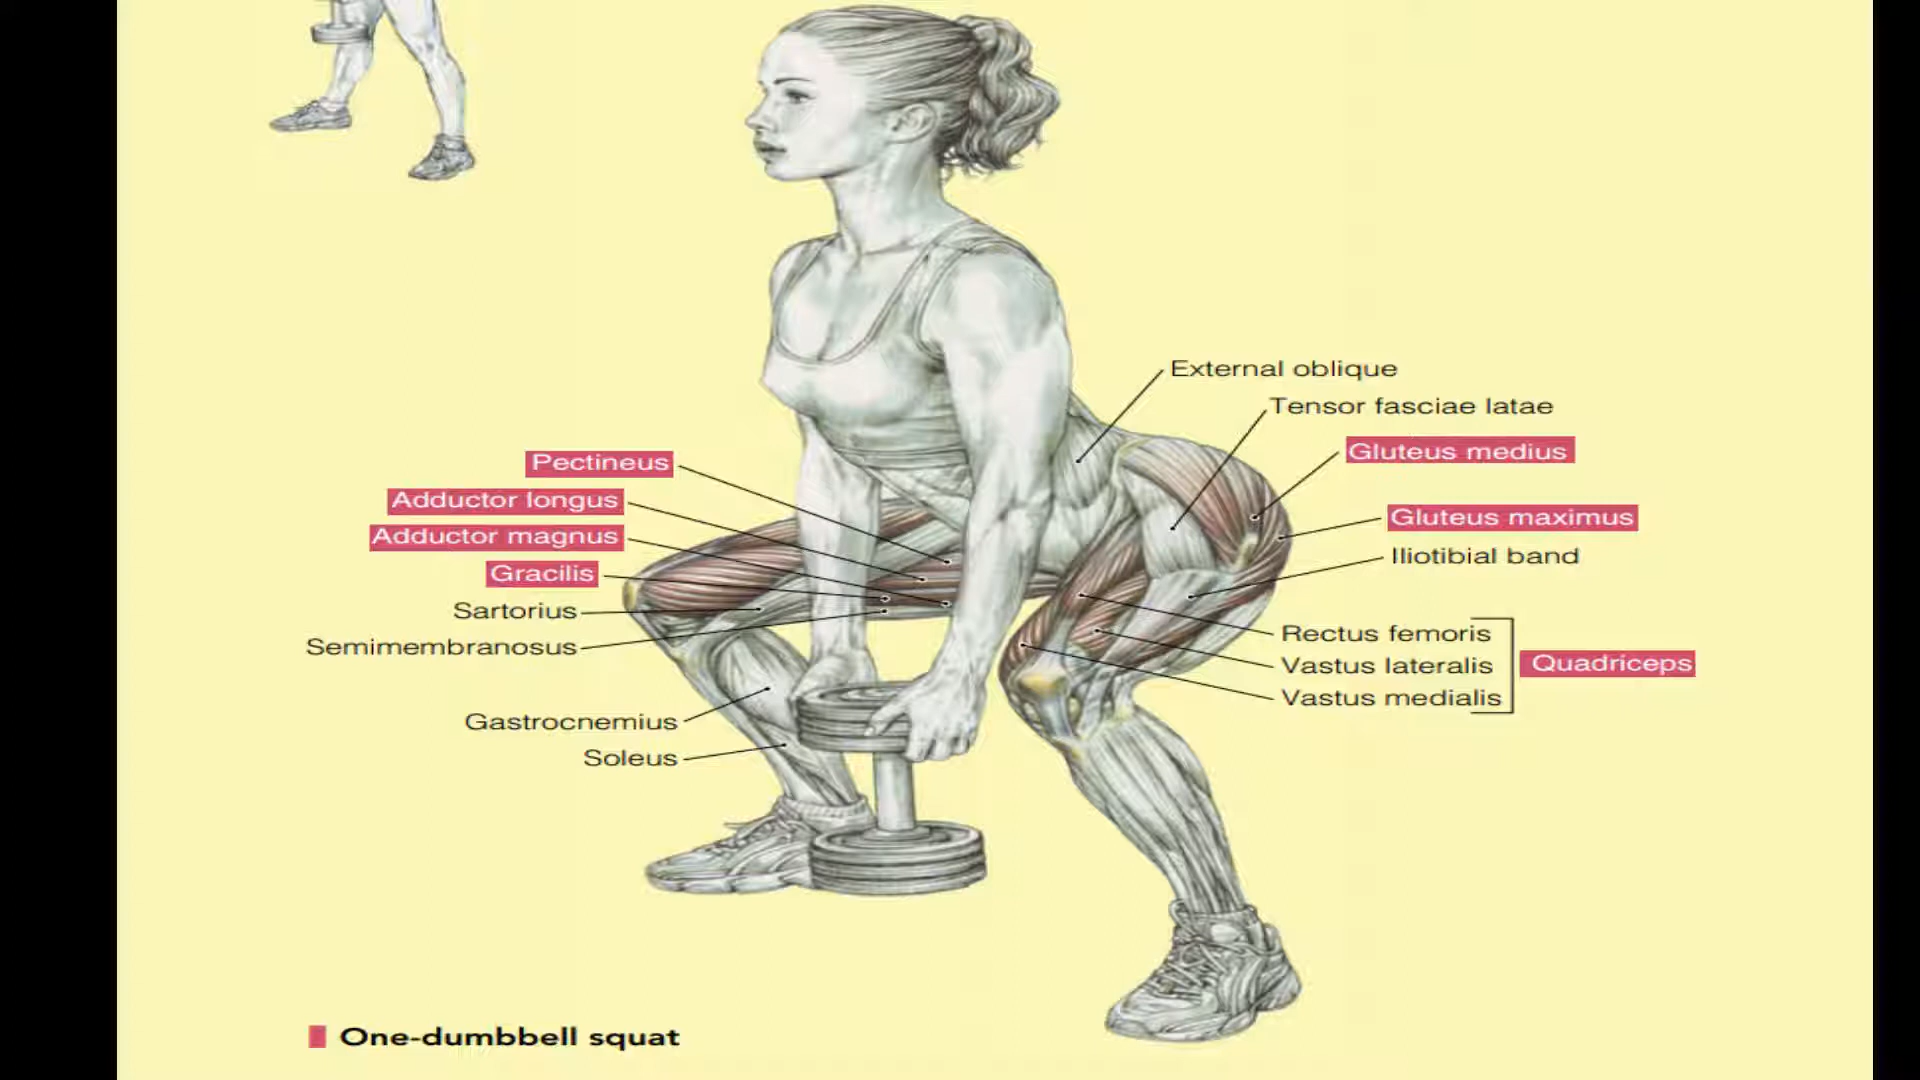 External oblique
Tensor fasciae latae
Gluteus medius
Pectineus
Adductor longus
Adductor magnus
Gracilis
Sartorius
Semimembranosus
Gluteus maximus
Iliotibial band
Rectus femoris
Vastus lateralis
Vastus medialis
Quadriceps
Gastrocnemius
Soleus
One-dumbbell squat